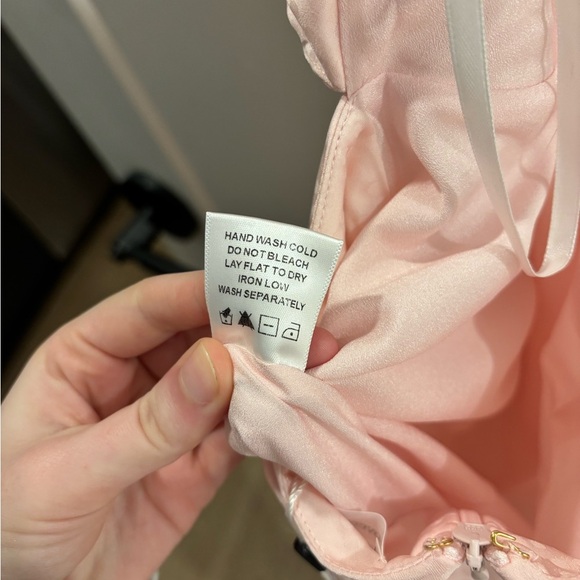 HAND WASH COLD
DO NOT BLEACH
LAY FLAT TO DRY
IRON LOW
WASH SEPARATELY